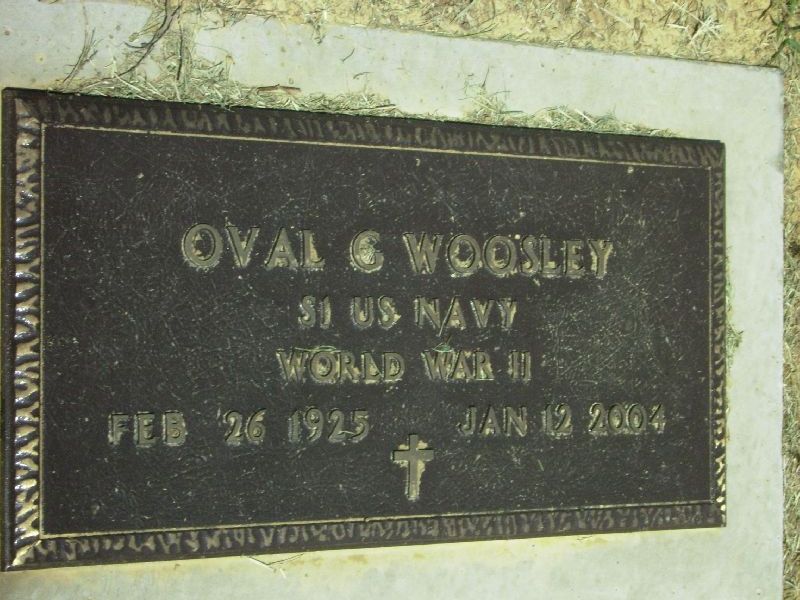 OVAL G WOOSLEY
S1 US NAVY
WORLD WAR II
FEB 26 1925 JAN 12 2004